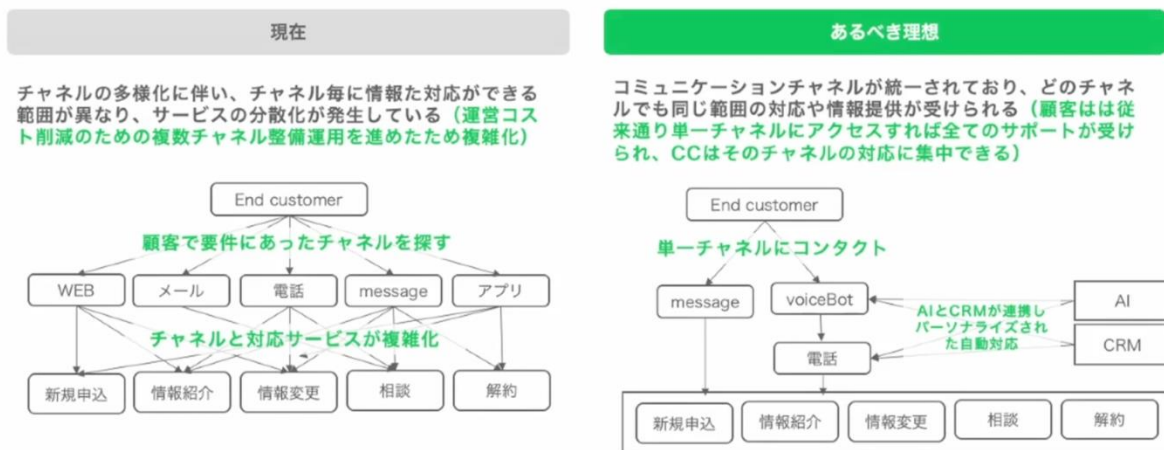 現在
チャネルの多様化に伴い、チャネル毎に情報た対応ができる
範囲が異なり、サービスの分散化が発生している（運営コス
ト削減のための複数チャネル整備運用を進めたため複雑化）
End customer
顧客で要件にあったチャネルを探す
WEB
メール
電話
message
アプリ
チャネルと対応サービスが複雑化
新規申込
情報紹介
情報変更
相談
解約
あるべき理想
コミュニケーションチャネルが統一されており、どのチャネ
ルでも同じ範囲の対応や情報提供が受けられる（顧客はは従
来通り単一チャネルにアクセスすれば全てのサポートが受け
られ、CCはそのチャネルの対応に集中できる）
End customer
単一チャネルにコンタクト
message
voiceBot
電話
AIとCRMが連携し
パーソナライズされ
た自動対応
AI
CRM
新規申込
情報紹介
情報変更
相談
解約